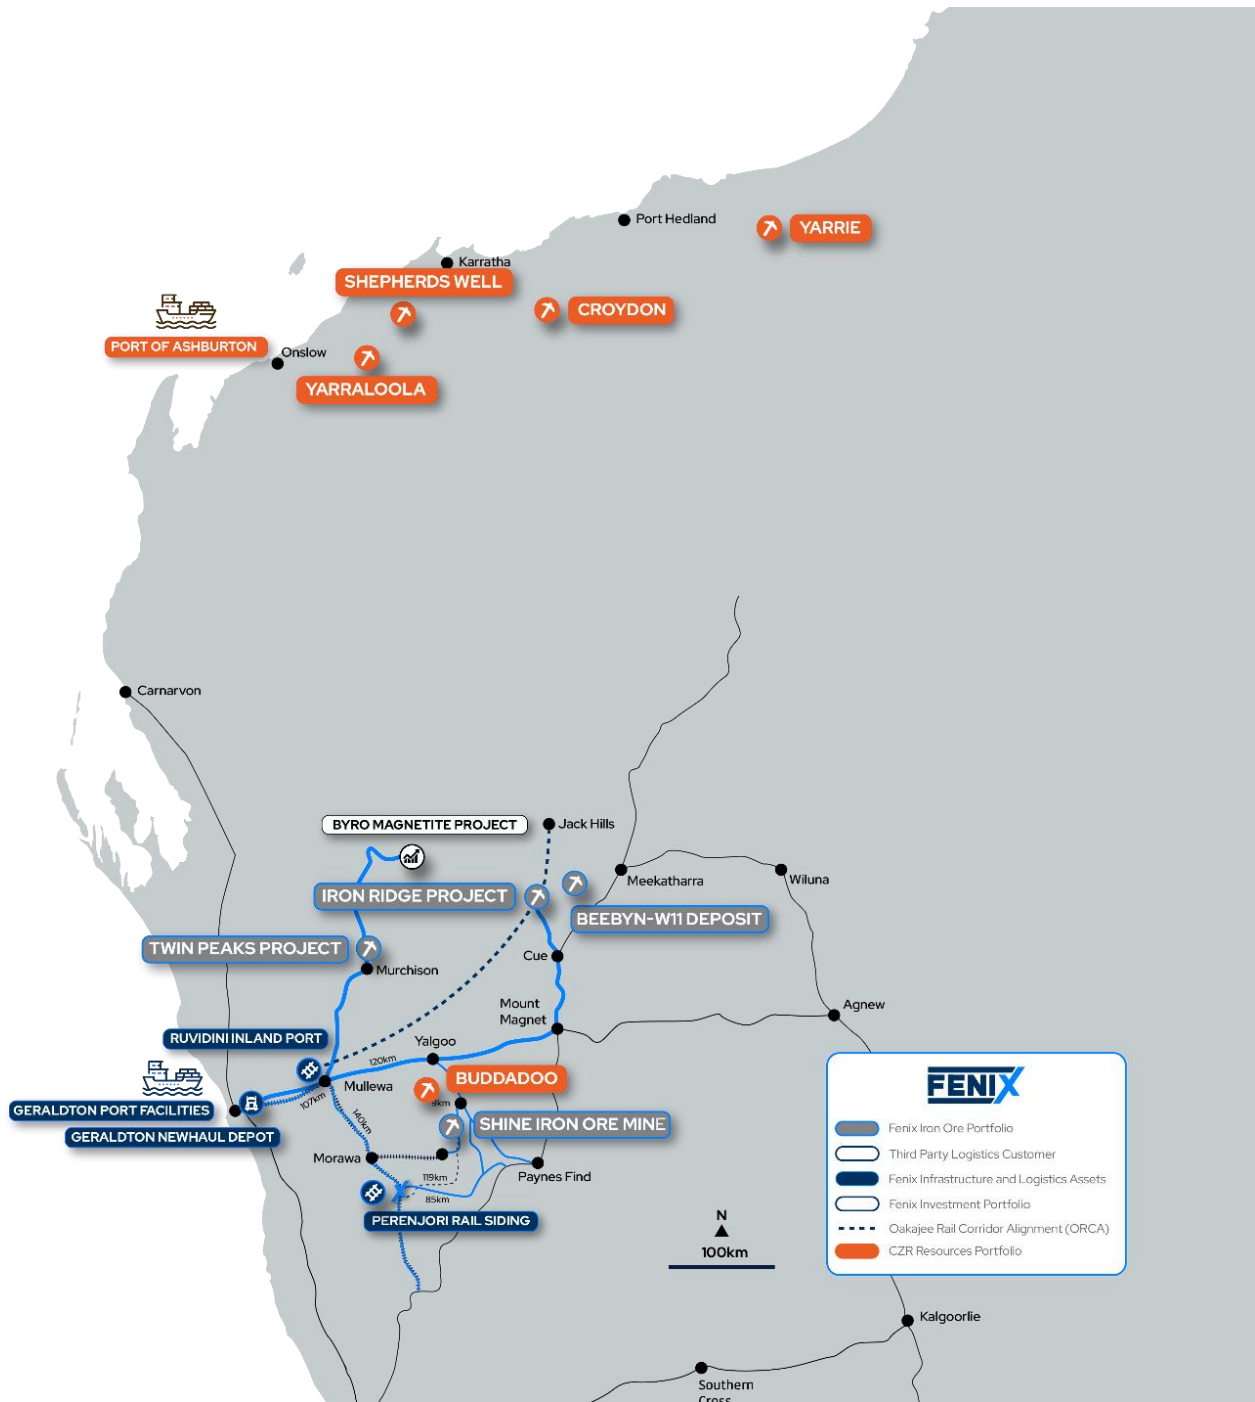 Port Hedland
YARRIE
Karratha
SHEPHERDS WELL
CROYDON
PORT OF ASHBURTON
Onslow
YARRALOOLA
Carnarvon
BYRO MAGNETITE PROJECT
Jack Hills
Meekatharra
Wiluna
IRON RIDGE PROJECT
BEEBYN-W11 DEPOSIT
TWIN PEAKS PROJECT
Cue
Murchison
Mount
Magnet
Agnew
RUVIDINI INLAND PORT
Yalgoo
120km
Mullewa
BUDDADOO
107km
GERALDTON PORT FACILITIES
140km
SHINE IRON ORE MINE
GERALDTON NEWHAUL DEPOT
Morawa
119km
Paynes Find
85km
PERENJORI RAIL SIDING
N
100km
FENIX
Fenix Iron Ore Portfolio
Third Party Logistics Customer
Fenix Infrastructure and Logistics Assets
Fenix Investment Portfolio
Oakajee Rail Corridor Alignment (ORCA)
CZR Resources Portfolio
Kalgoorlie
Southern
Cross